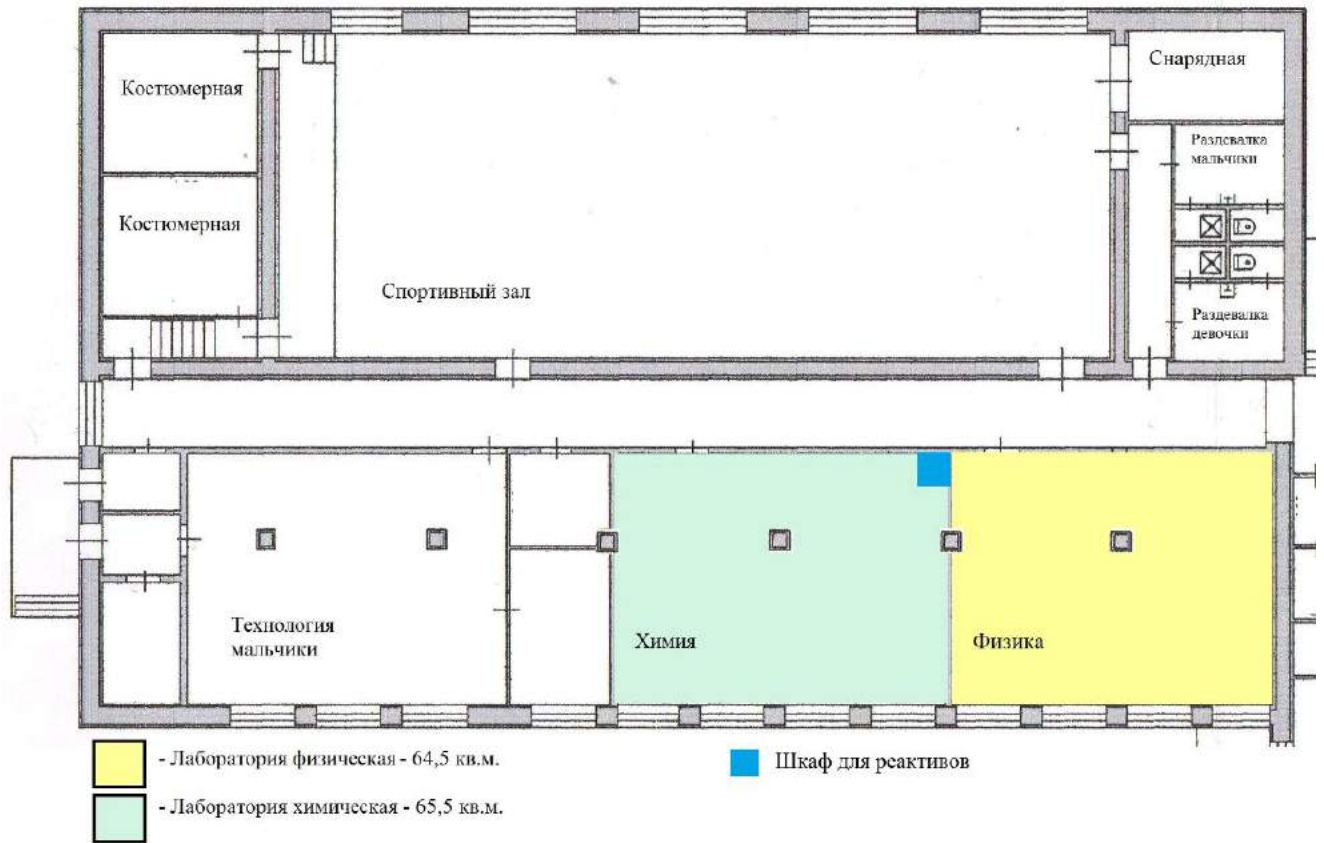 Костюмерная
Костюмерная
Спортивный зал
Снарядная
Раздевалка
мальчики
Раздевалка
девочки
Технология
мальчики
Химия
Физика
- Лаборатория физическая - 64,5 кв.м.
- Лаборатория химическая - 65,5 кв.м.
Шкаф для реактивов